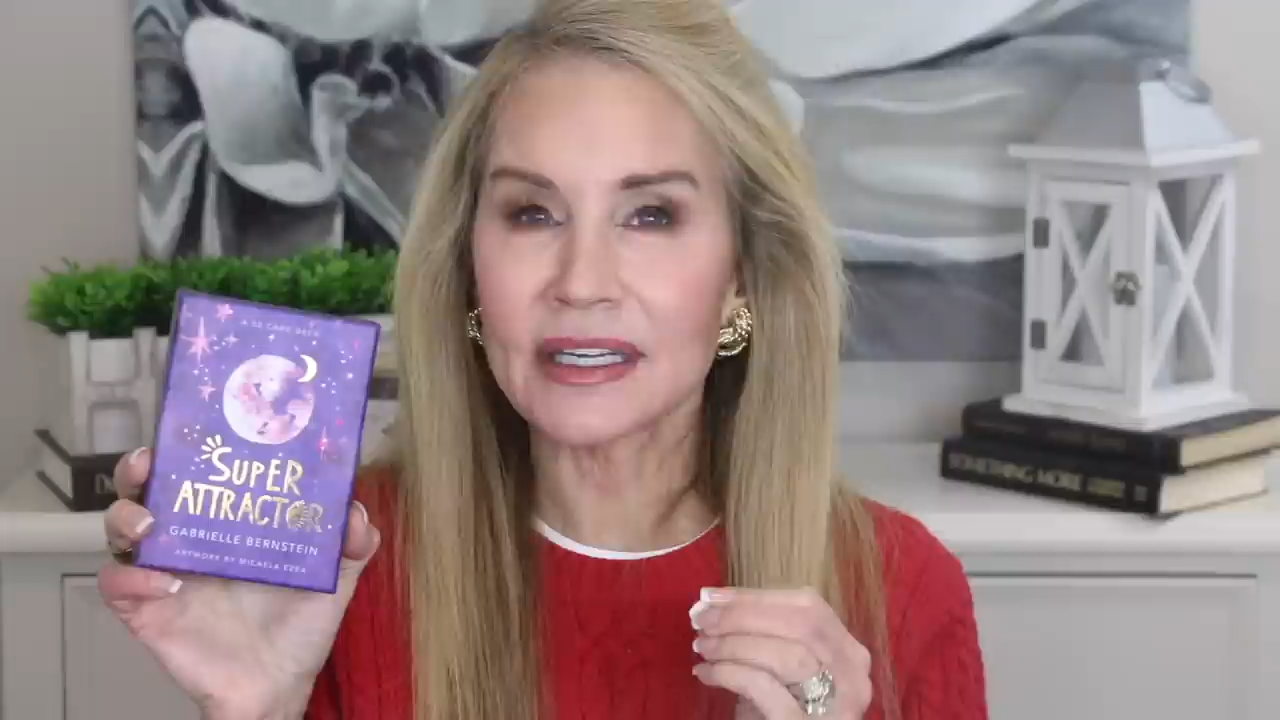 A 52 CARD DECK
SUPER
ATTRACTOR
GABRIELLE BERNSTEIN
ARTWORK BY MICAELA EZRA
SOMETHING MORE